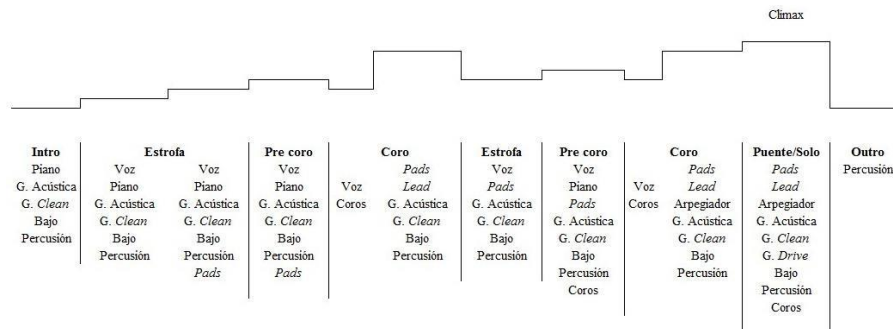 Climax
Intro
Piano
G. Acústica
G. Clean
Bajo
Percusión
Estrofa
Voz
Piano
G. Acústica
G. Clean
Bajo
Percusión
Voz
Piano
G. Acústica
G. Clean
Bajo
Percusión
Pads
Pre coro
Voz
Piano
G. Acústica
G. Clean
Bajo
Percusión
Pads
Coro
Voz
Coros
Pads
Lead
G. Acústica
G. Clean
Bajo
Percusión
Estrofa
Voz
Pads
G. Acústica
G. Clean
Bajo
Percusión
Pre coro
Voz
Piano
Pads
G. Acústica
G. Clean
Bajo
Percusión
Coros
Coro
Voz
Coros
Pads
Lead
Arpegiador
G. Acústica
G. Clean
Bajo
Percusión
Puente/Solo
Pads
Lead
Arpegiador
G. Acústica
G. Clean
G. Drive
Bajo
Percusión
Coros
Outro
Percusión